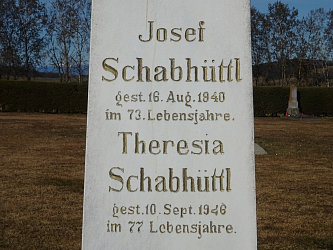 Josef
Schabhüttl
gest. 16. Aug. 1940
im 73. Lebensjahre.
Theresia
Schabhüttl
gest. 10. Sept. 1946
im 77 Lebensjahre.